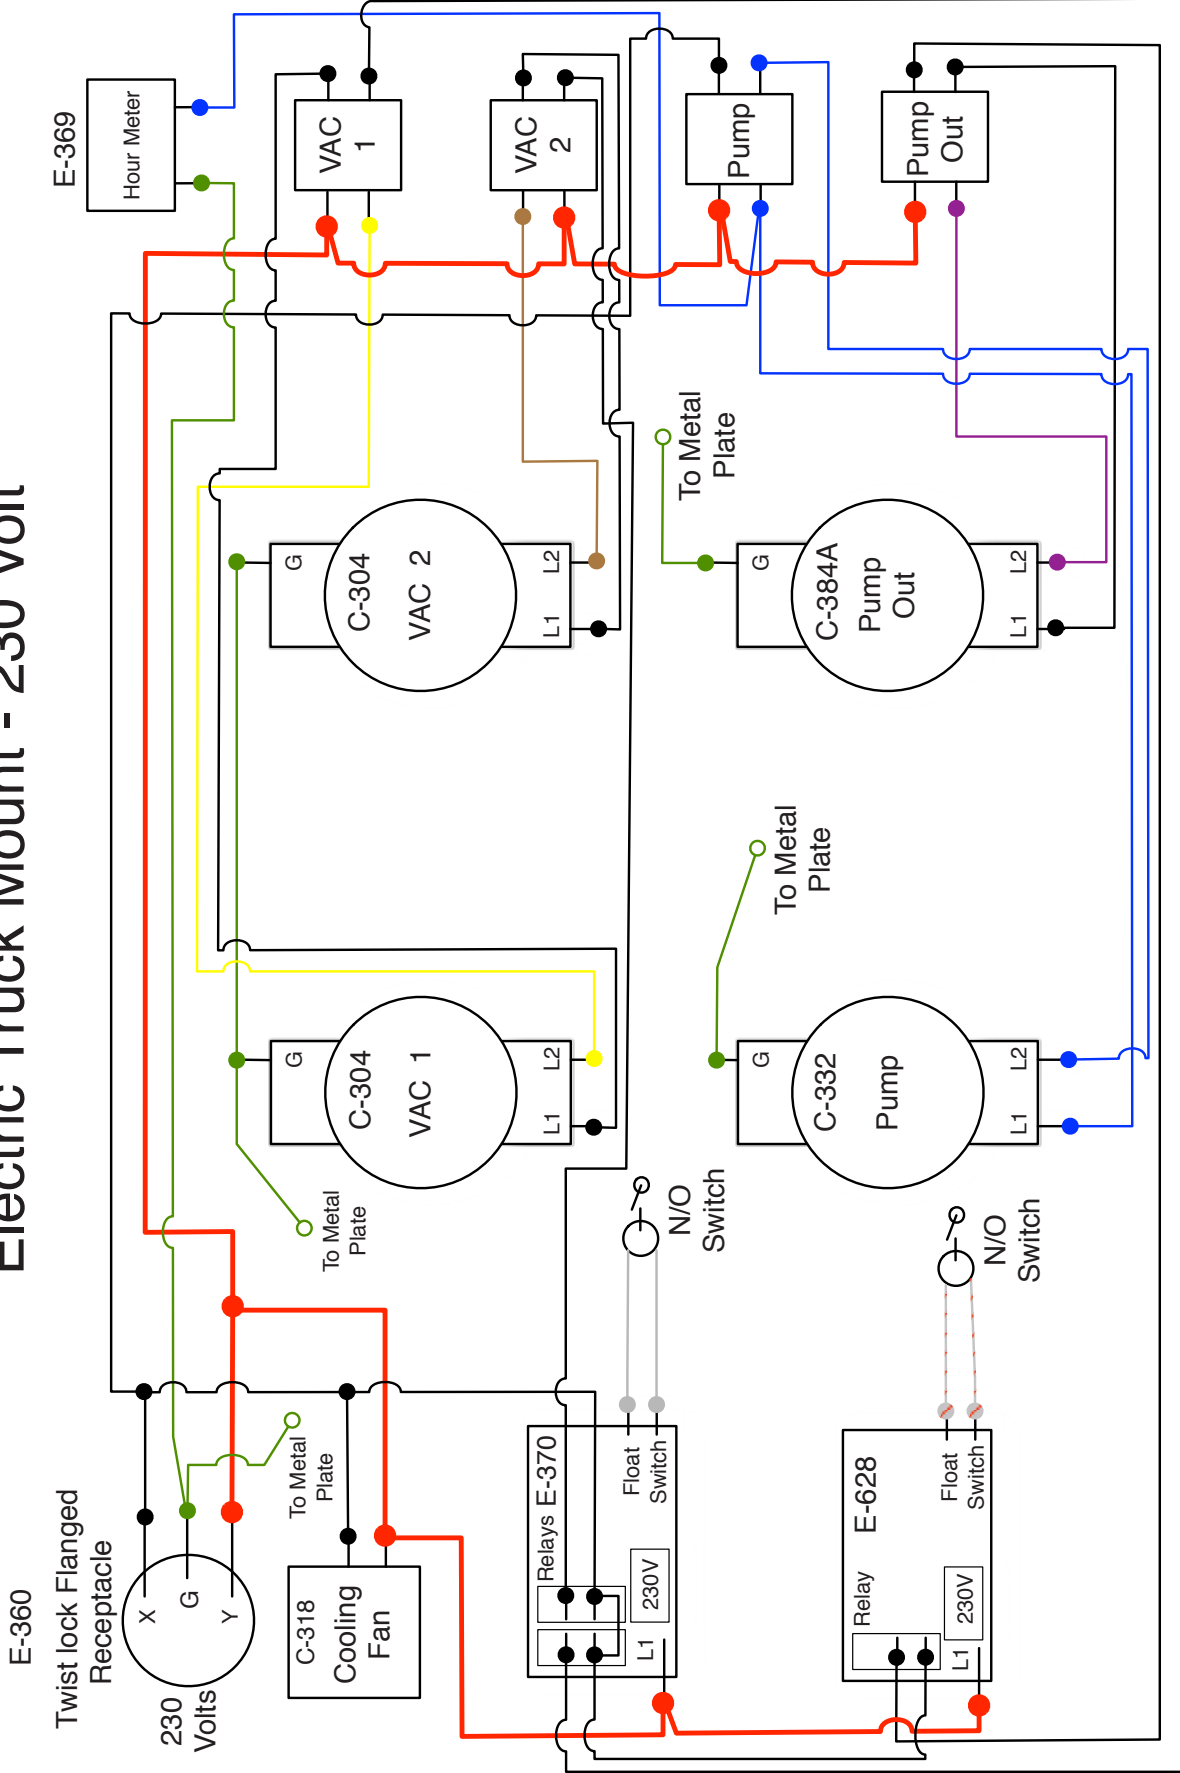 Electric Truck Mount - 230 Volt
E-360
Twist lock Flanged
Receptacle
230
Volts
X
G
Y
To Metal
Plate
C-318
Cooling
Fan
Relays E-370
Float
Switch
230V
L1
N/O
Switch
E-628
Relay
Float
Switch
230V
L1
N/O
Switch
To Metal
Plate
G
C-304
VAC 1
L1
L2
G
C-304
VAC 2
L1
L2
G
C-332
Pump
L1
L2
To Metal
Plate
G
C-384A
Pump
Out
L1
L2
To Metal
Plate
E-369
Hour Meter
VAC
1
VAC
2
Pump
Pump
Out